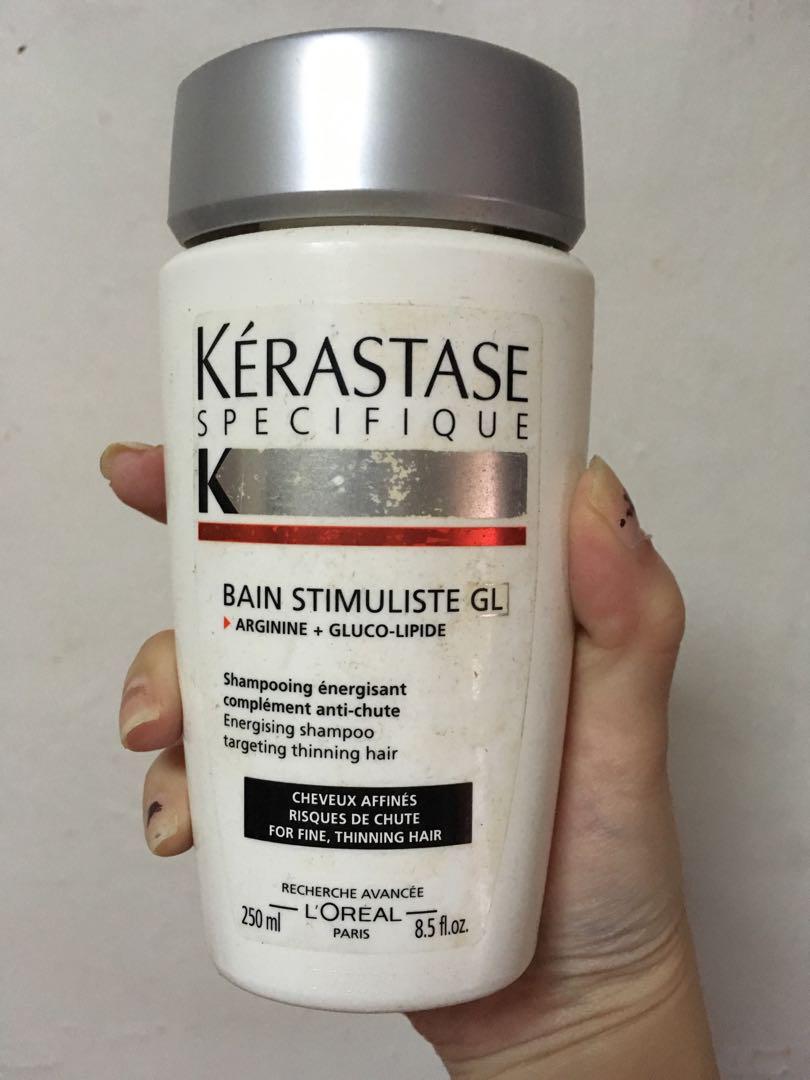 KÉRASTASE
SPECIFIQUE
K
BAIN STIMULISTE GL
ARGININE + GLUCO-LIPIDE
Shampooing énergisant
complément anti-chute
Energising shampoo
targeting thinning hair
CHEVEUX AFFINÉS
RISQUES DE CHUTE
FOR FINE, THINNING HAIR
RECHERCHE AVANCÉE
L'ORÉAL
PARIS
250 ml
8.5 fl.oz.